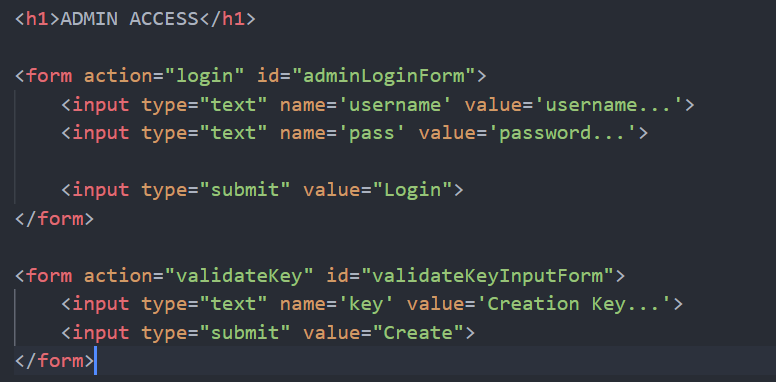 <h1>ADMIN ACCESS</h1>
<form action="login" id="adminLoginForm">
<input type="text" name='username' value='username...'>
<input type="text" name='pass' value='password...'>
<input type="submit" value="Login">
</form>
<form action="validateKey" id="validateKeyInputForm">
<input type="text" name='key' value='Creation Key...'>
<input type="submit" value="Create">
</form>